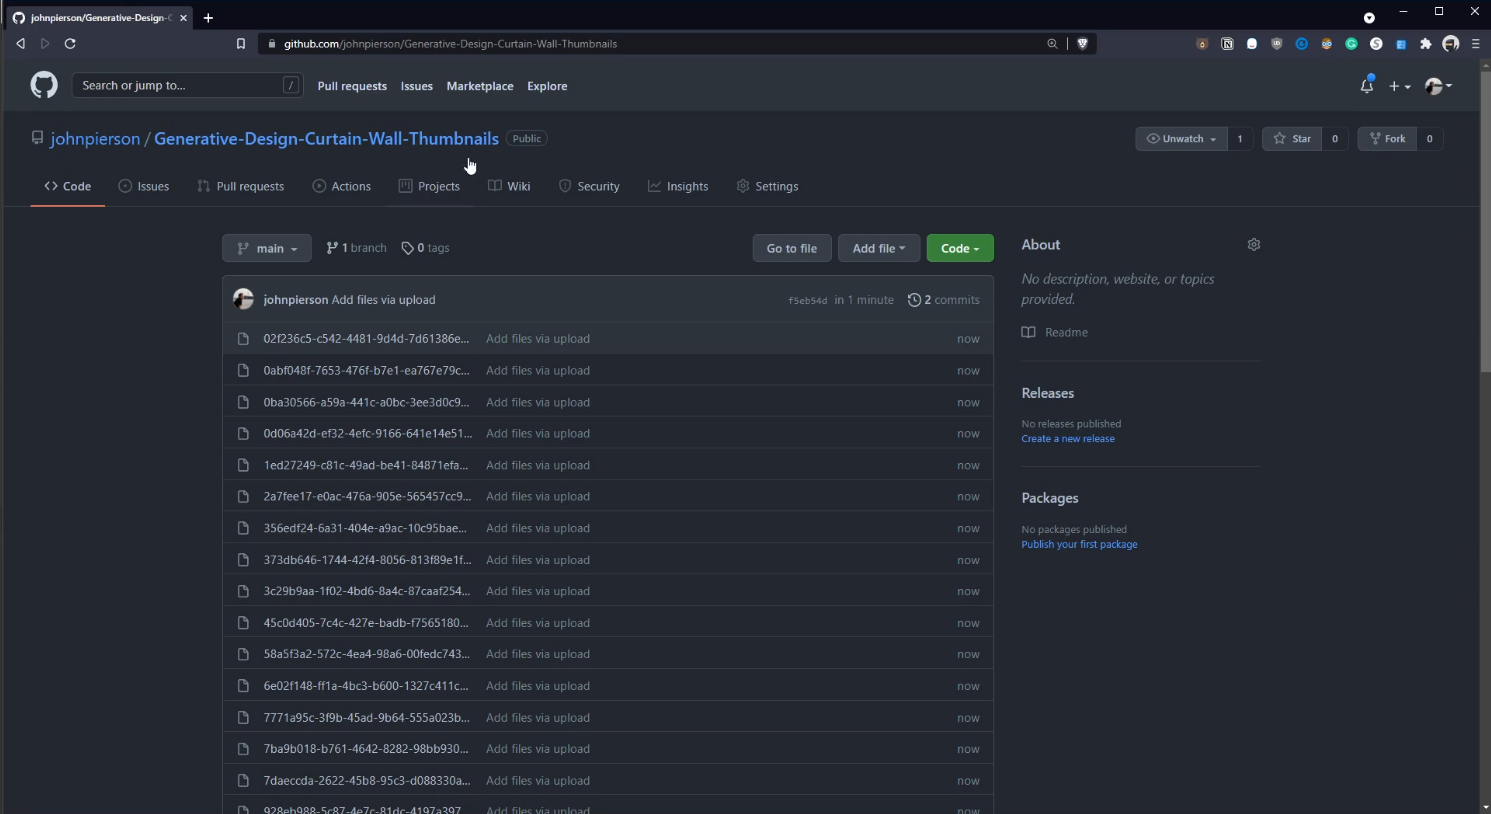 johnpierson/Generative-Design-C
github.com/johnpierson/Generative-Design-Curtain-Wall-Thumbnails
Search or jump to... /
Pull requests Issues Marketplace Explore
johnpierson / Generative-Design-Curtain-Wall-Thumbnails Public
Unwatch 1 Star 0 Fork 0
Code Issues Pull requests Actions Projects Wiki Security Insights Settings
main 1 branch 0 tags Go to file Add file Code
johnpierson Add files via upload f5eb54d in 1 minute 2 commits
02f236c5-c542-4481-9d4d-7d61386e... Add files via upload now
0abf048f-7653-476f-b7e1-ea767e79c... Add files via upload now
0ba30566-a59a-441c-a0bc-3ee3d0c9... Add files via upload now
0d06a42d-ef32-4efc-9166-641e14e51... Add files via upload now
1ed27249-c81c-49ad-be41-84871efa... Add files via upload now
2a7fee17-e0ac-476a-905e-565457cc9... Add files via upload now
356edf24-6a31-404e-a9ac-10c95bae... Add files via upload now
373db646-1744-42f4-8056-813f89e1f... Add files via upload now
3c29b9aa-1f02-4bd6-8a4c-87caaf254... Add files via upload now
45c0d405-7c4c-427e-badb-f7565180... Add files via upload now
58a5f3a2-572c-4ea4-98a6-00fedc743... Add files via upload now
6e02f148-ff1a-4bc3-b600-1327c411c... Add files via upload now
7771a95c-3f9b-45ad-9b64-555a023b... Add files via upload now
7ba9b018-b761-4642-8282-98bb930... Add files via upload now
7daeccda-2622-45b8-95c3-d088330a... Add files via upload now
928eb988-5c87-4e7c-81dc-4197a397... Add files via upload now
About
No description, website, or topics
provided.
Readme
Releases
No releases published
Create a new release
Packages
No packages published
Publish your first package